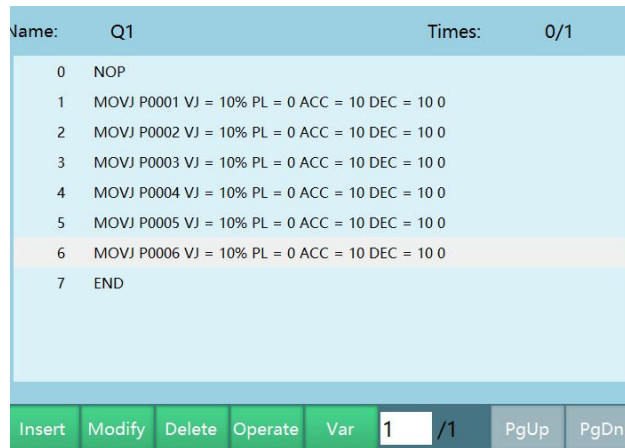 Name: Q1 Times: 0/1
0 NOP
1 MOVJ P0001 VJ = 10% PL = 0 ACC = 10 DEC = 10 0
2 MOVJ P0002 VJ = 10% PL = 0 ACC = 10 DEC = 10 0
3 MOVJ P0003 VJ = 10% PL = 0 ACC = 10 DEC = 10 0
4 MOVJ P0004 VJ = 10% PL = 0 ACC = 10 DEC = 10 0
5 MOVJ P0005 VJ = 10% PL = 0 ACC = 10 DEC = 10 0
6 MOVJ P0006 VJ = 10% PL = 0 ACC = 10 DEC = 10 0
7 END
Insert Modify Delete Operate Var 1 /1 PgUp PgDn